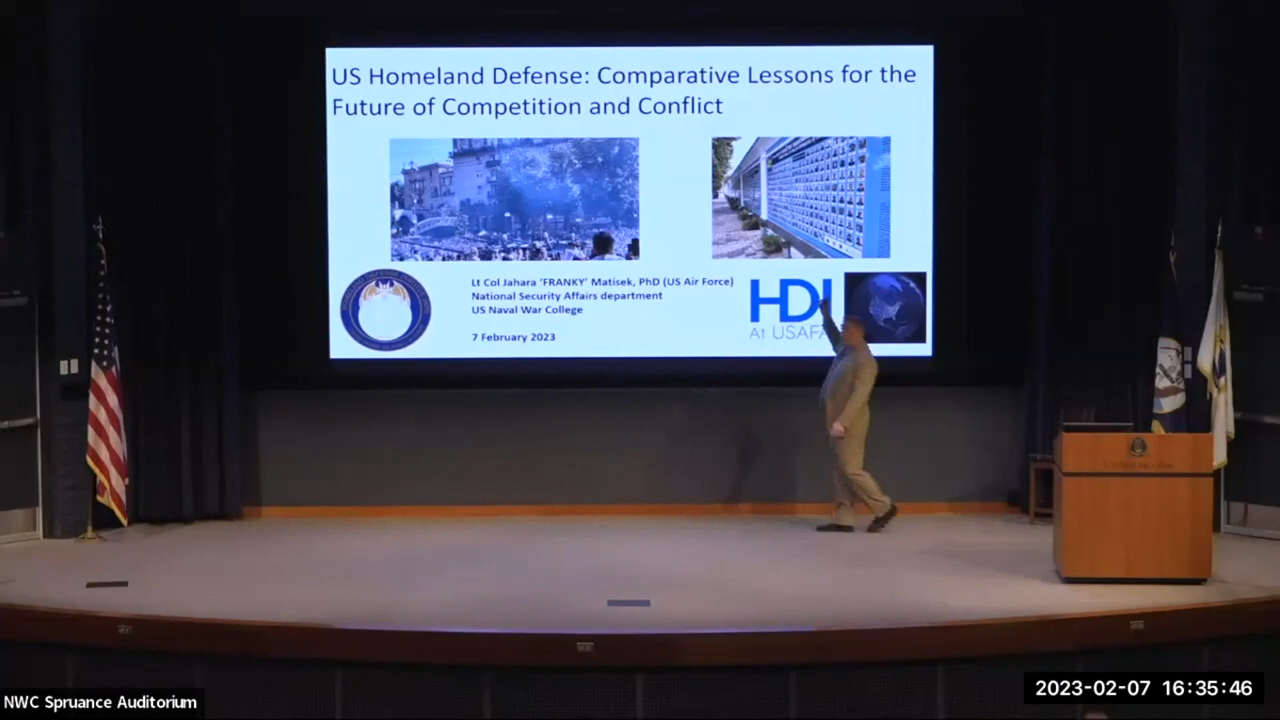 US Homeland Defense: Comparative Lessons for the
Future of Competition and Conflict
Lt Col Jahara ‘FRANKY’ Matisek, PhD (US Air Force)
National Security Affairs department
US Naval War College
7 February 2023
HDI
At USAFA
NWC Spruance Auditorium
2023-02-07 16:35:46